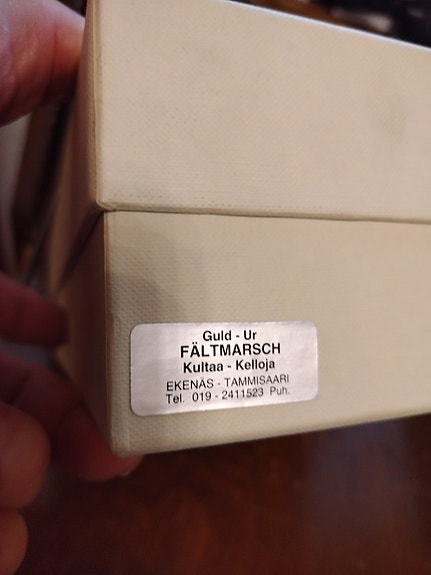 Guld - Ur
FÄLTMARSCH
Kultaa - Kelloja
EKENÄS - TAMMISAARI
Tel. 019 - 2411523 Puh.